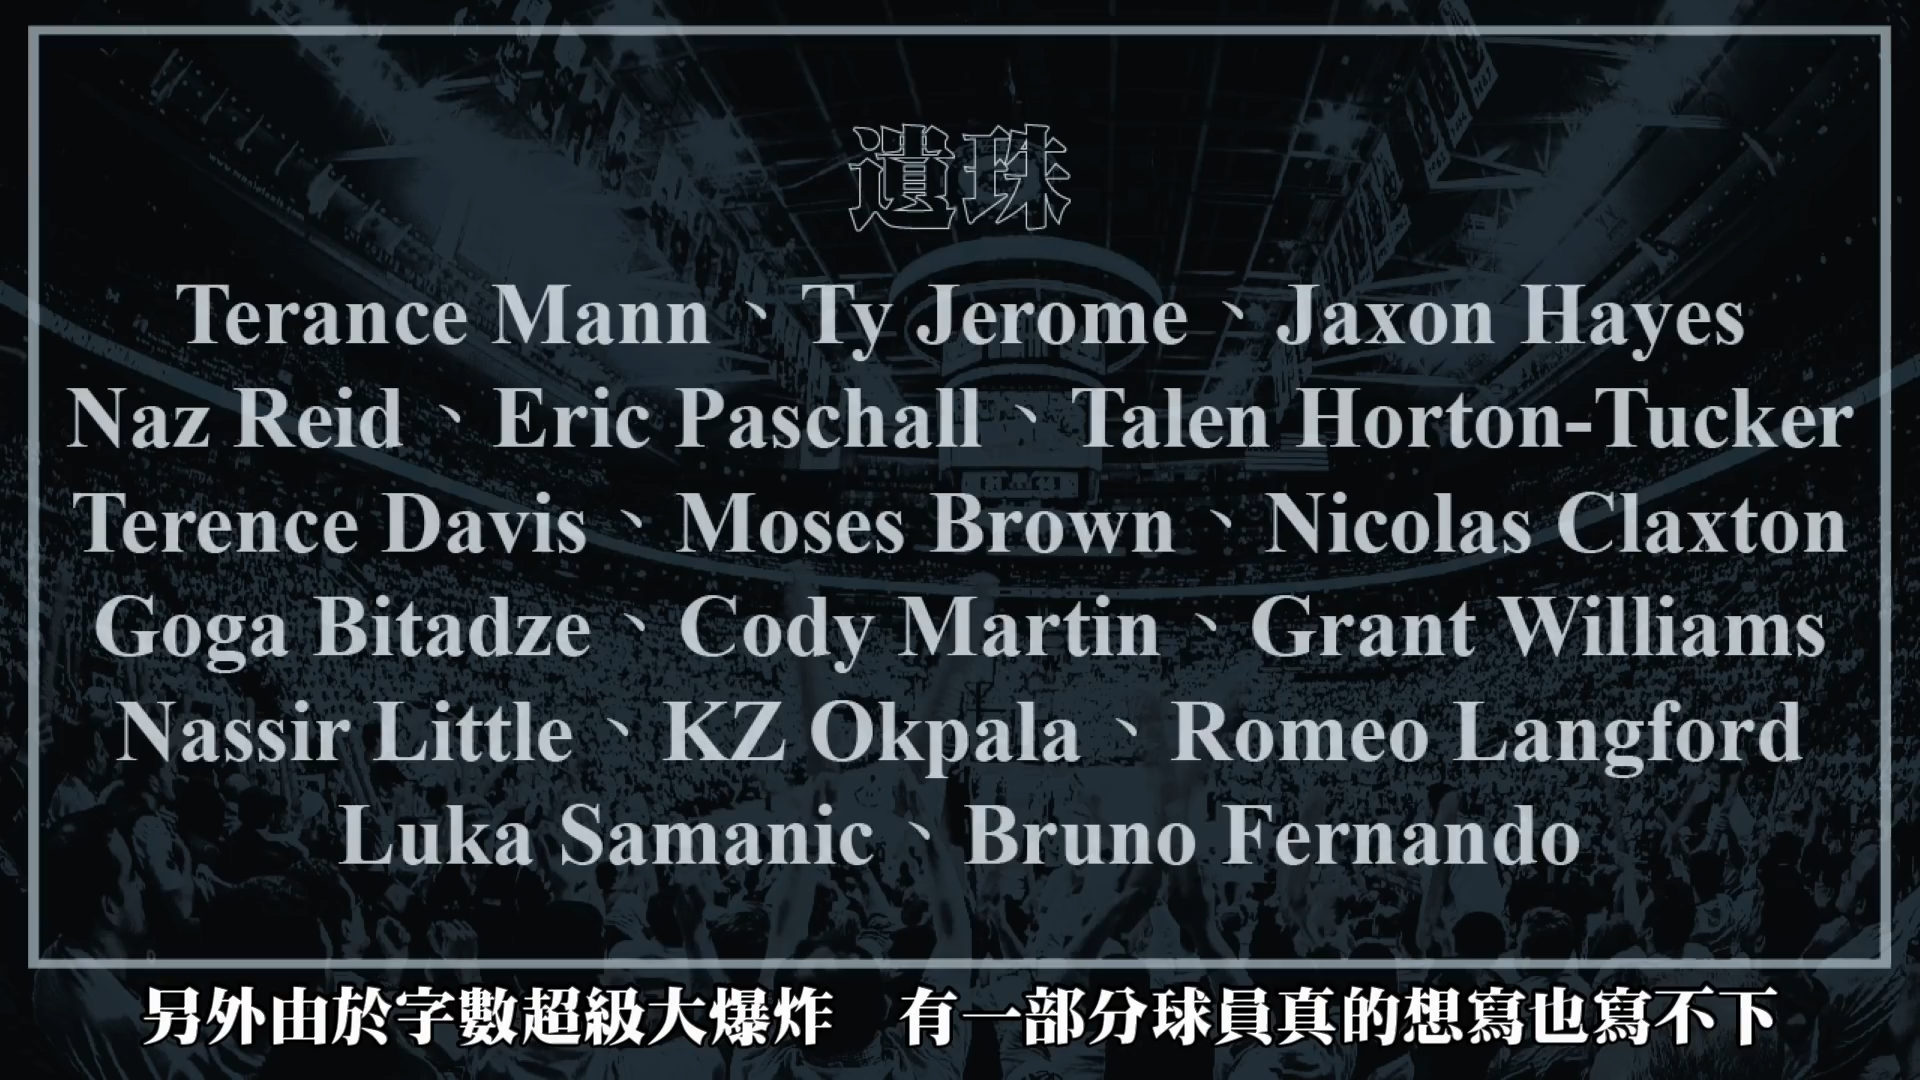 遺珠
Terance Mann、Ty Jerome、Jaxon Hayes
Naz Reid、Eric Paschall、Talen Horton-Tucker
Terence Davis、Moses Brown、Nicolas Claxton
Goga Bitadze、Cody Martin、Grant Williams
Nassir Little、KZ Okpala、Romeo Langford
Luka Samanic、Bruno Fernando
另外由於字數超級大爆炸　有一部分球員真的想寫也寫不下